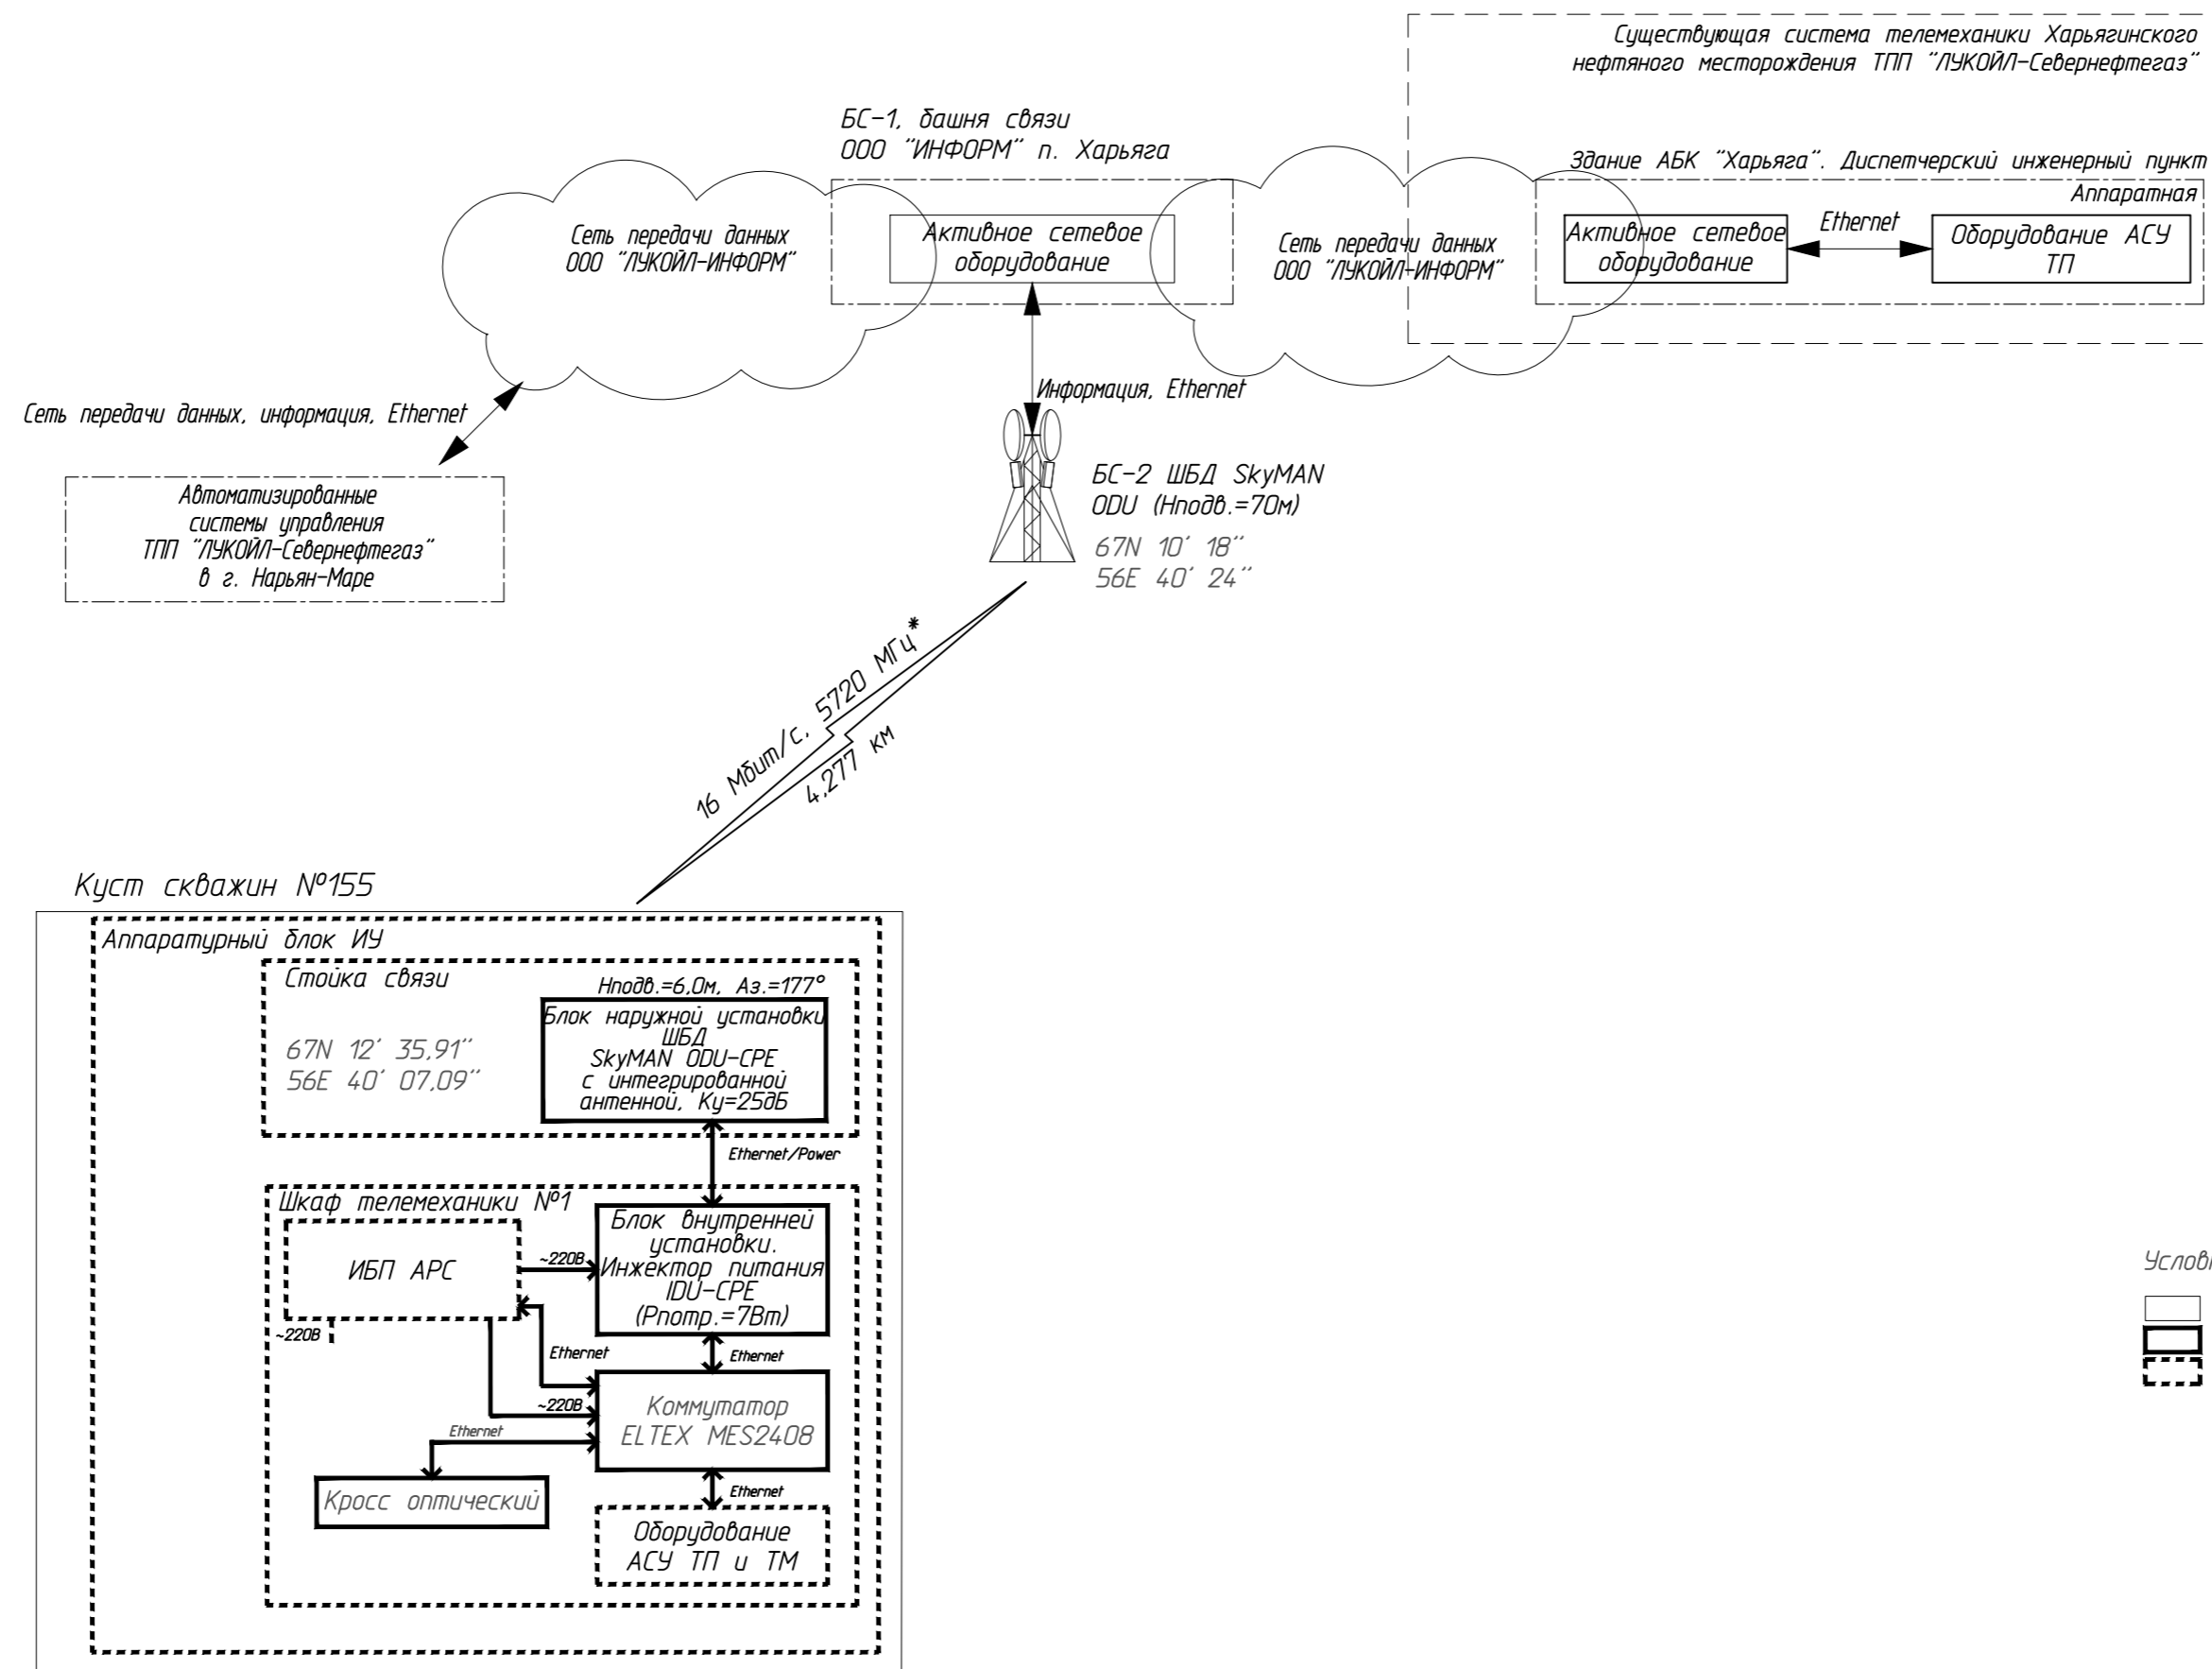 Существующая система телемеханики Харьягинского
нефтяного месторождения ТПП "ЛУКОЙЛ-Севернефтегаз"
БС-1, башня связи
ООО "ИНФОРМ" п. Харьяга
Здание АБК "Харьяга". Диспетчерский инженерный пункт
Аппаратная
Сеть передачи данных
ООО "ЛУКОЙЛ-ИНФОРМ"
Активное сетевое
оборудование
Сеть передачи данных
ООО "ЛУКОЙЛ-ИНФОРМ"
Активное сетевое
оборудование
Ethernet
Оборудование АСУ
ТП
Информация, Ethernet
Сеть передачи данных, информация, Ethernet
Автоматизированные
системы управления
ТПП "ЛУКОЙЛ-Севернефтегаз"
в г. Нарьян-Маре
БС-2 ШБД SkyMAN
ODU (Нподв.=70м)
67N 10' 18''
56E 40' 24''
16 Мбит/с, 5720 МГц*
4,277 км
Куст скважин №155
Аппаратурный блок ИУ
Стойка связи
67N 12' 35,91''
56E 40' 07,09''
Нподв.=6,0м, Аз.=177°
Блок наружной установки
ШБД
SkyMAN ODU-CPE
с интегрированной
антенной, Ку=25дБ
Ethernet/Power
Шкаф телемеханики №1
ИБП АРС
~220В
~220В
Блок внутренней
установки.
Инжектор питания
IDU-CPE
(Рпотр.=7Вт)
Ethernet
Ethernet
~220В
Ethernet
Коммутатор
ELTEX MES2408
Кросс оптический
Ethernet
Оборудование
АСУ ТП и ТМ